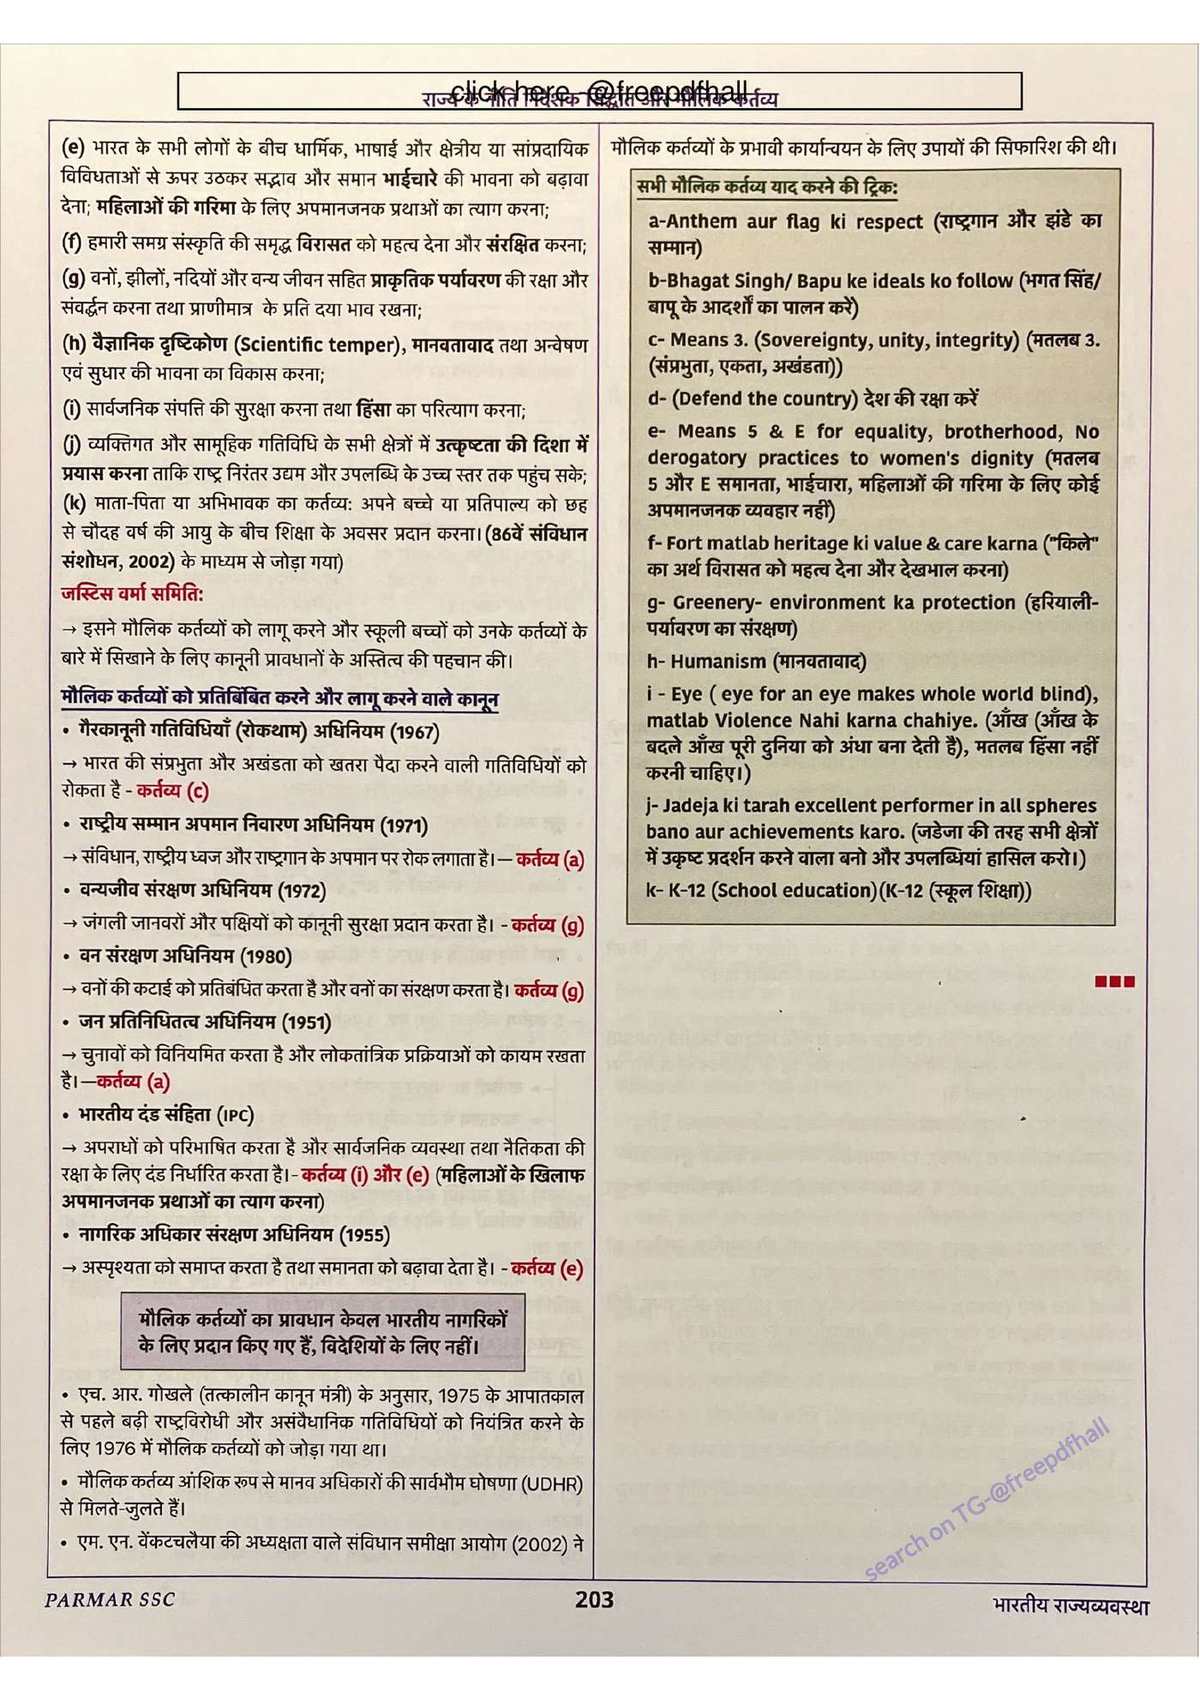 click here -@freepdfhall
राज्य के नीति निदेशक सिद्धांत और मौलिक कर्तव्य
(e) भारत के सभी लोगों के बीच धार्मिक, भाषाई और क्षेत्रीय या सांप्रदायिक
विविधताओं से ऊपर उठकर सद्भाव और समान भाईचारे की भावना को बढ़ावा
देना; महिलाओं की गरिमा के लिए अपमानजनक प्रथाओं का त्याग करना;
(f) हमारी समग्र संस्कृति की समृद्ध विरासत को महत्व देना और संरक्षित करना;
(g) वनों, झीलों, नदियों और वन्य जीवन सहित प्राकृतिक पर्यावरण की रक्षा और
संवर्द्धन करना तथा प्राणीमात्र के प्रति दया भाव रखना;
(h) वैज्ञानिक दृष्टिकोण (Scientific temper), मानवतावाद तथा अन्वेषण
एवं सुधार की भावना का विकास करना;
(i) सार्वजनिक संपत्ति की सुरक्षा करना तथा हिंसा का परित्याग करना;
(j) व्यक्तिगत और सामूहिक गतिविधि के सभी क्षेत्रों में उत्कृष्टता की दिशा में
प्रयास करना ताकि राष्ट्र निरंतर उद्यम और उपलब्धि के उच्च स्तर तक पहुंच सके;
(k) माता-पिता या अभिभावक का कर्तव्य: अपने बच्चे या प्रतिपाल्य को छह
से चौदह वर्ष की आयु के बीच शिक्षा के अवसर प्रदान करना। (86वें संविधान
संशोधन, 2002) के माध्यम से जोड़ा गया)
जस्टिस वर्मा समिति:
→ इसने मौलिक कर्तव्यों को लागू करने और स्कूली बच्चों को उनके कर्तव्यों के
बारे में सिखाने के लिए कानूनी प्रावधानों के अस्तित्व की पहचान की।
मौलिक कर्तव्यों को प्रतिबिंबित करने और लागू करने वाले कानून
• गैरकानूनी गतिविधियाँ (रोकथाम) अधिनियम (1967)
→ भारत की संप्रभुता और अखंडता को खतरा पैदा करने वाली गतिविधियों को
रोकता है - कर्तव्य (c)
• राष्ट्रीय सम्मान अपमान निवारण अधिनियम (1971)
→ संविधान, राष्ट्रीय ध्वज और राष्ट्रगान के अपमान पर रोक लगाता है।— कर्तव्य (a)
• वन्यजीव संरक्षण अधिनियम (1972)
→ जंगली जानवरों और पक्षियों को कानूनी सुरक्षा प्रदान करता है। - कर्तव्य (g)
• वन संरक्षण अधिनियम (1980)
→ वनों की कटाई को प्रतिबंधित करता है और वनों का संरक्षण करता है। कर्तव्य (g)
• जन प्रतिनिधितत्व अधिनियम (1951)
→ चुनावों को विनियमित करता है और लोकतांत्रिक प्रक्रियाओं को कायम रखता
है।—कर्तव्य (a)
• भारतीय दंड संहिता (IPC)
→ अपराधों को परिभाषित करता है और सार्वजनिक व्यवस्था तथा नैतिकता की
रक्षा के लिए दंड निर्धारित करता है।- कर्तव्य (i) और (e) (महिलाओं के खिलाफ
अपमानजनक प्रथाओं का त्याग करना)
• नागरिक अधिकार संरक्षण अधिनियम (1955)
→ अस्पृश्यता को समाप्त करता है तथा समानता को बढ़ावा देता है। - कर्तव्य (e)
मौलिक कर्तव्यों का प्रावधान केवल भारतीय नागरिकों
के लिए प्रदान किए गए हैं, विदेशियों के लिए नहीं।
• एच. आर. गोखले (तत्कालीन कानून मंत्री) के अनुसार, 1975 के आपातकाल
से पहले बढ़ी राष्ट्रविरोधी और असंवैधानिक गतिविधियों को नियंत्रित करने के
लिए 1976 में मौलिक कर्तव्यों को जोड़ा गया था।
• मौलिक कर्तव्य आंशिक रूप से मानव अधिकारों की सार्वभौम घोषणा (UDHR)
से मिलते-जुलते हैं।
• एम. एन. वेंकटचलैया की अध्यक्षता वाले संविधान समीक्षा आयोग (2002) ने
मौलिक कर्तव्यों के प्रभावी कार्यान्वयन के लिए उपायों की सिफारिश की थी।
सभी मौलिक कर्तव्य याद करने की ट्रिक:
a-Anthem aur flag ki respect (राष्ट्रगान और झंडे का
सम्मान)
b-Bhagat Singh/ Bapu ke ideals ko follow (भगत सिंह/
बापू के आदर्शों का पालन करें)
c- Means 3. (Sovereignty, unity, integrity) (मतलब 3.
(संप्रभुता, एकता, अखंडता))
d- (Defend the country) देश की रक्षा करें
e- Means 5 & E for equality, brotherhood, No
derogatory practices to women's dignity (मतलब
5 और E समानता, भाईचारा, महिलाओं की गरिमा के लिए कोई
अपमानजनक व्यवहार नहीं)
f- Fort matlab heritage ki value & care karna ("किले"
का अर्थ विरासत को महत्व देना और देखभाल करना)
g- Greenery- environment ka protection (हरियाली-
पर्यावरण का संरक्षण)
h- Humanism (मानवतावाद)
i - Eye ( eye for an eye makes whole world blind),
matlab Violence Nahi karna chahiye. (आँख (आँख के
बदले आँख पूरी दुनिया को अंधा बना देती है), मतलब हिंसा नहीं
करनी चाहिए।)
j- Jadeja ki tarah excellent performer in all spheres
bano aur achievements karo. (जडेजा की तरह सभी क्षेत्रों
में उकृष्ट प्रदर्शन करने वाला बनो और उपलब्धियां हासिल करो।)
k- K-12 (School education)(K-12 (स्कूल शिक्षा))
search on TG-@freepdfhall
PARMAR SSC
203
भारतीय राज्यव्यवस्था